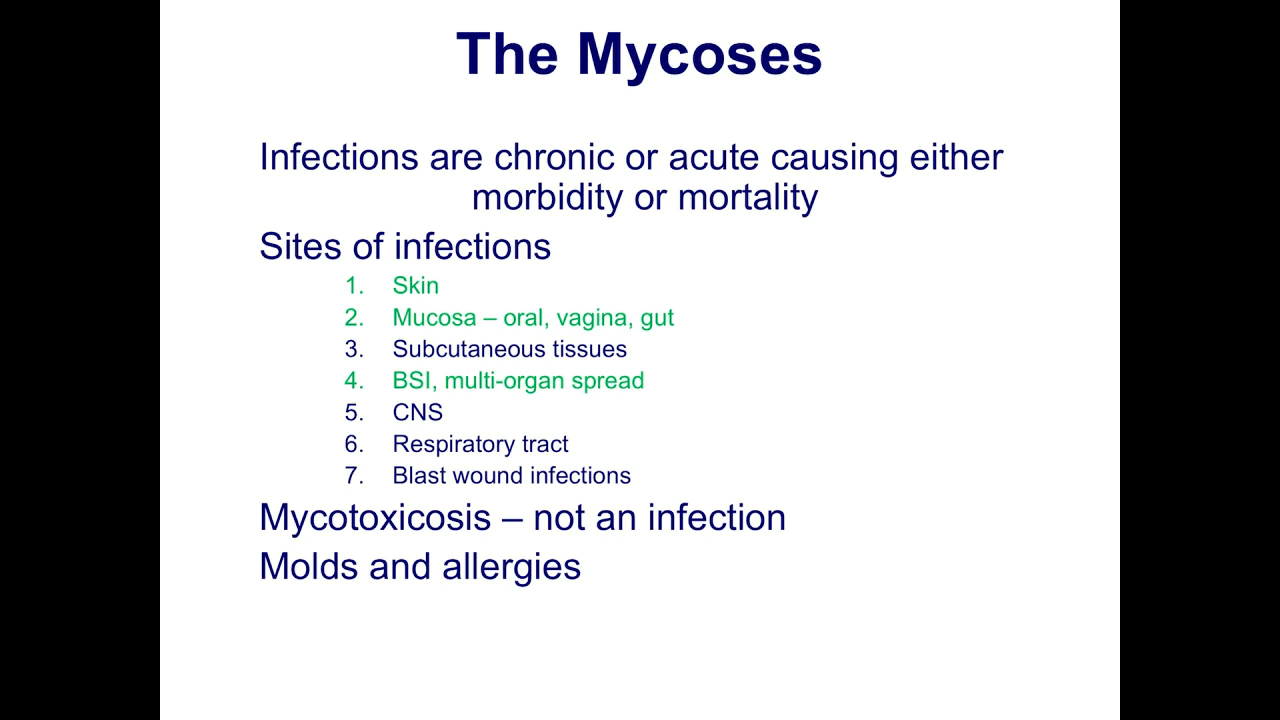 The Mycoses
Infections are chronic or acute causing either
morbidity or mortality
Sites of infections
1. Skin
2. Mucosa – oral, vagina, gut
3. Subcutaneous tissues
4. BSI, multi-organ spread
5. CNS
6. Respiratory tract
7. Blast wound infections
Mycotoxicosis – not an infection
Molds and allergies